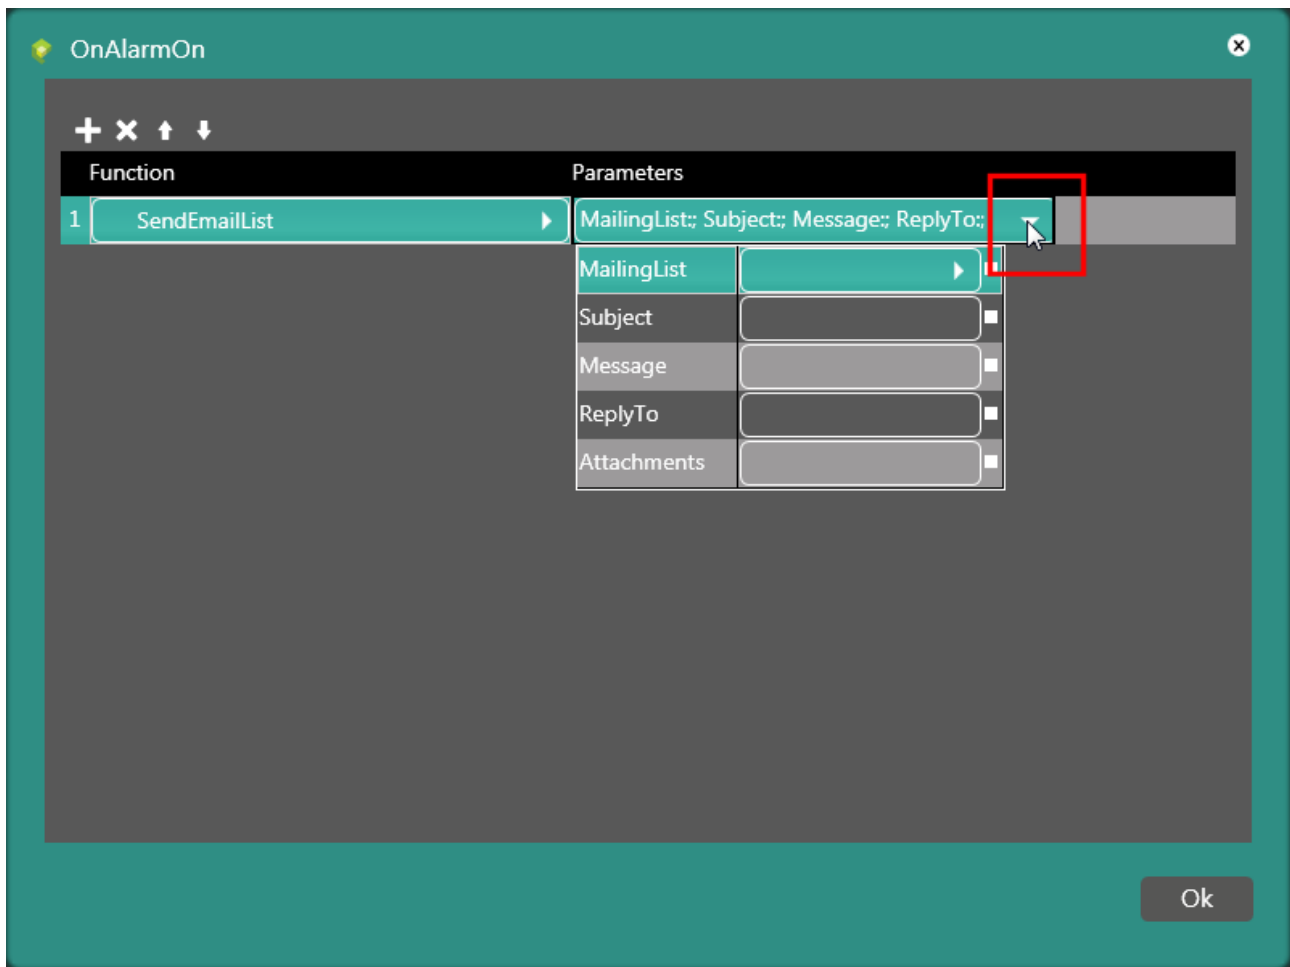 OnAlarmOn
Function Parameters
1 SendEmailList MailingList:; Subject:; Message:; ReplyTo:;
MailingList
Subject
Message
ReplyTo
Attachments
Ok